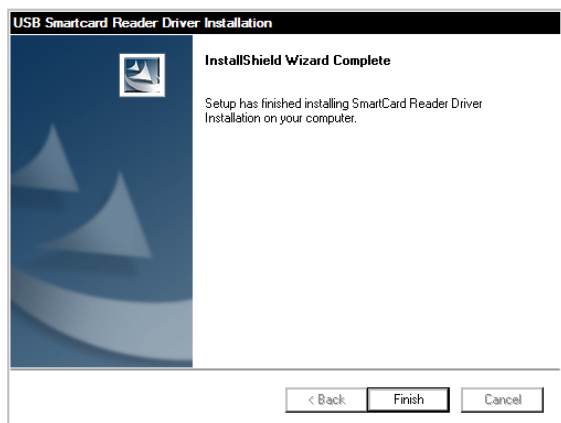 USB Smartcard Reader Driver Installation
InstallShield Wizard Complete
Setup has finished installing SmartCard Reader Driver
Installation on your computer.
< Back
Finish
Cancel